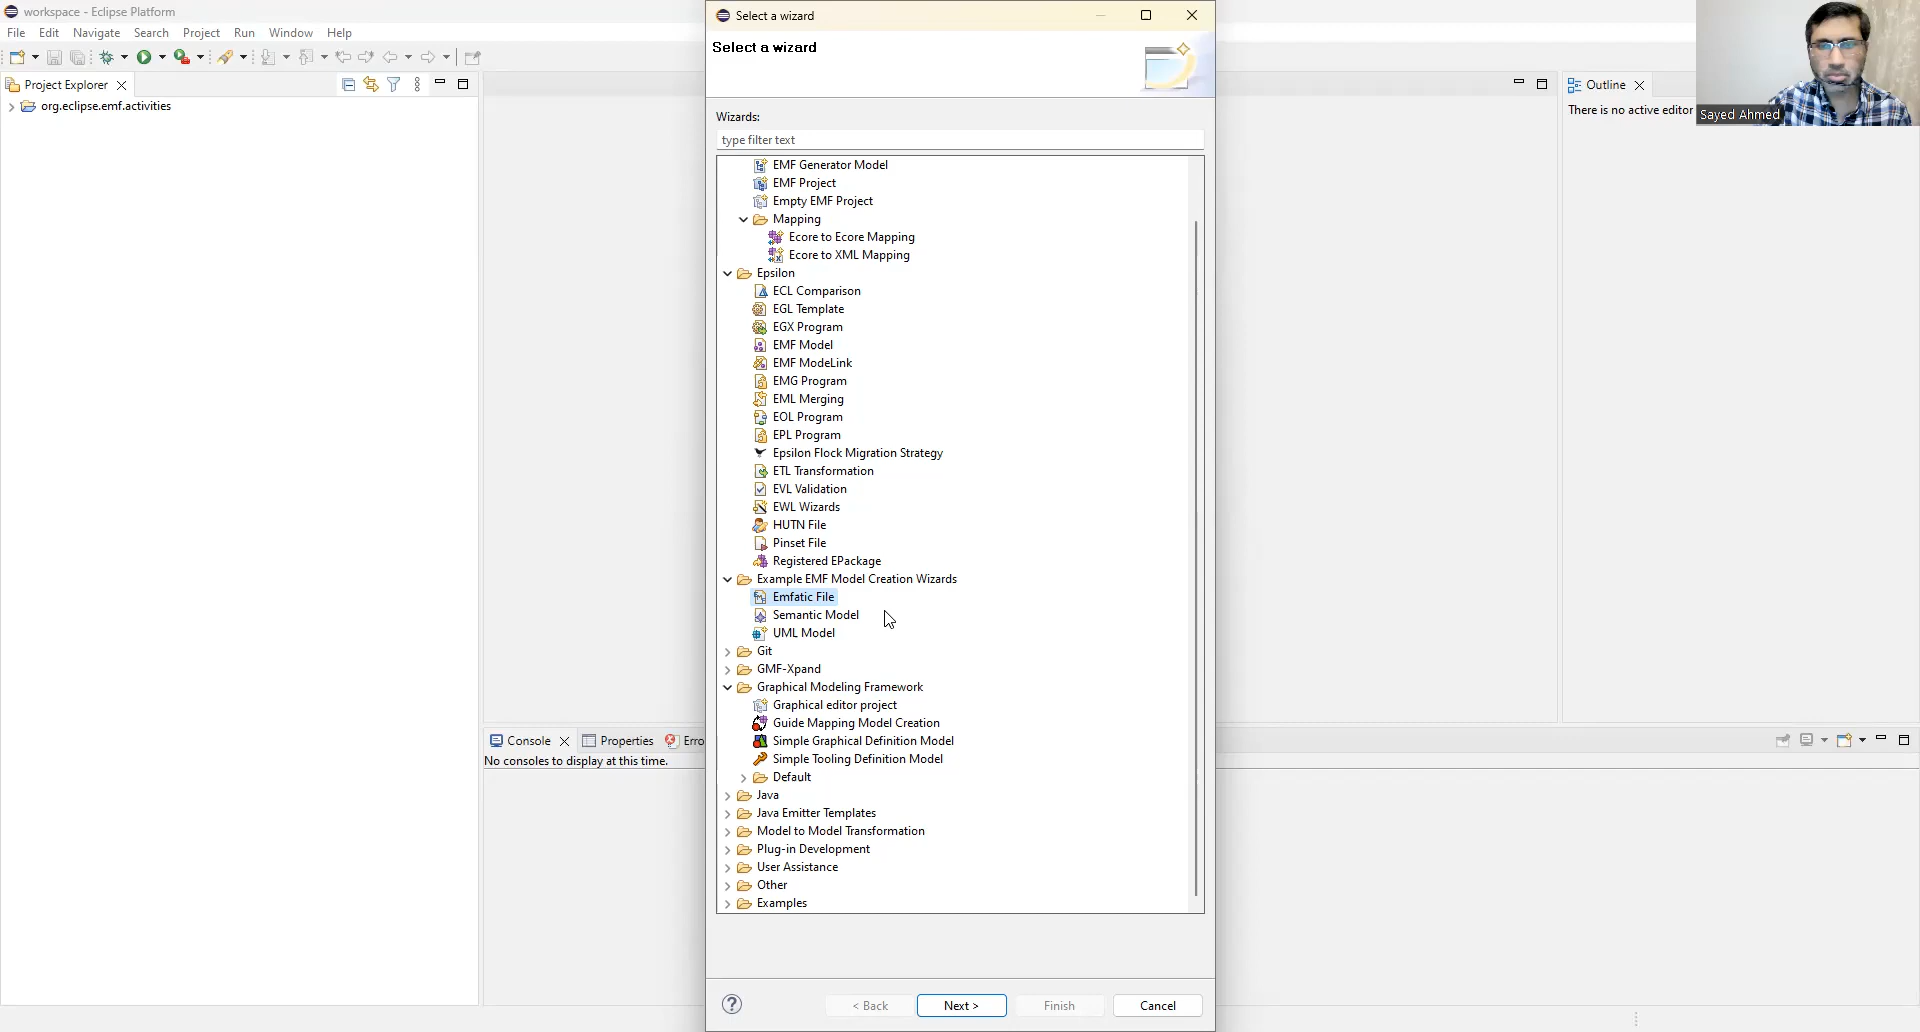 workspace - Eclipse Platform
File Edit Navigate Search Project Run Window Help
Project Explorer
org.eclipse.emf.activities
Select a wizard
Select a wizard
Wizards:
type filter text
EMF Generator Model
EMF Project
Empty EMF Project
Mapping
Ecore to Ecore Mapping
Ecore to XML Mapping
Epsilon
ECL Comparison
EGL Template
EGX Program
EMF Model
EMF ModeLink
EMG Program
EML Merging
EOL Program
EPL Program
Epsilon Flock Migration Strategy
ETL Transformation
EVL Validation
EWL Wizards
HUTN File
Pinset File
Registered EPackage
Example EMF Model Creation Wizards
Emfatic File
Semantic Model
UML Model
Git
GMF-Xpand
Graphical Modeling Framework
Graphical editor project
Guide Mapping Model Creation
Simple Graphical Definition Model
Simple Tooling Definition Model
Default
Java
Java Emitter Templates
Model to Model Transformation
Plug-in Development
User Assistance
Other
Examples
< Back Next > Finish Cancel
Outline
There is no active editor
Sayed Ahmed
Console Properties Erro
No consoles to display at this time.